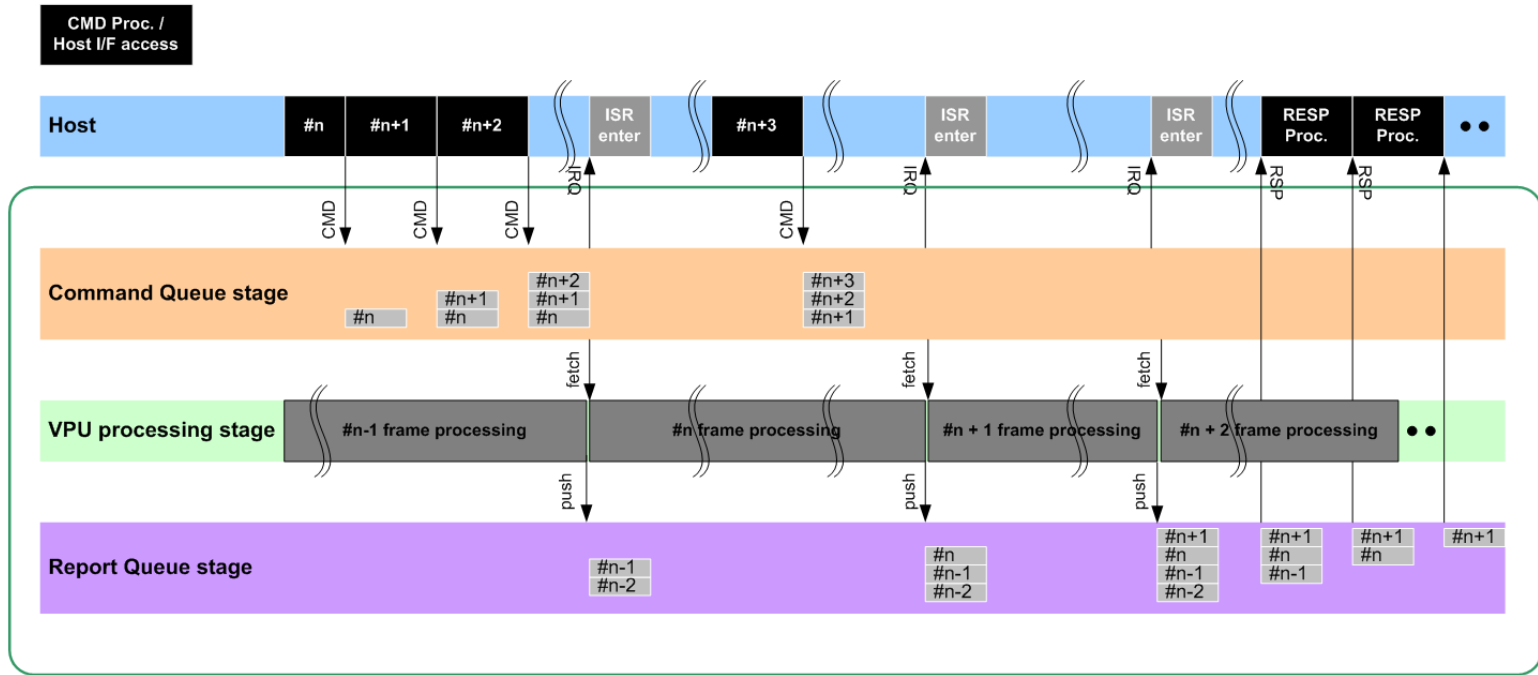 CMD Proc. /
Host I/F access
Host
#n
#n+1
#n+2
ISR
enter
#n+3
ISR
enter
ISR
enter
RESP
Proc.
RESP
Proc.
CMD
CMD
CMD
IRQ
CMD
IRQ
IRQ
RSP
RSP
Command Queue stage
#n
#n+1
#n
#n+2
#n+1
#n
#n+3
#n+2
#n+1
fetch
fetch
fetch
VPU processing stage
#n-1 frame processing
#n frame processing
#n + 1 frame processing
#n + 2 frame processing
push
push
push
Report Queue stage
#n-1
#n-2
#n
#n-1
#n-2
#n+1
#n
#n-1
#n-2
#n+1
#n
#n-1
#n+1
#n
#n+1